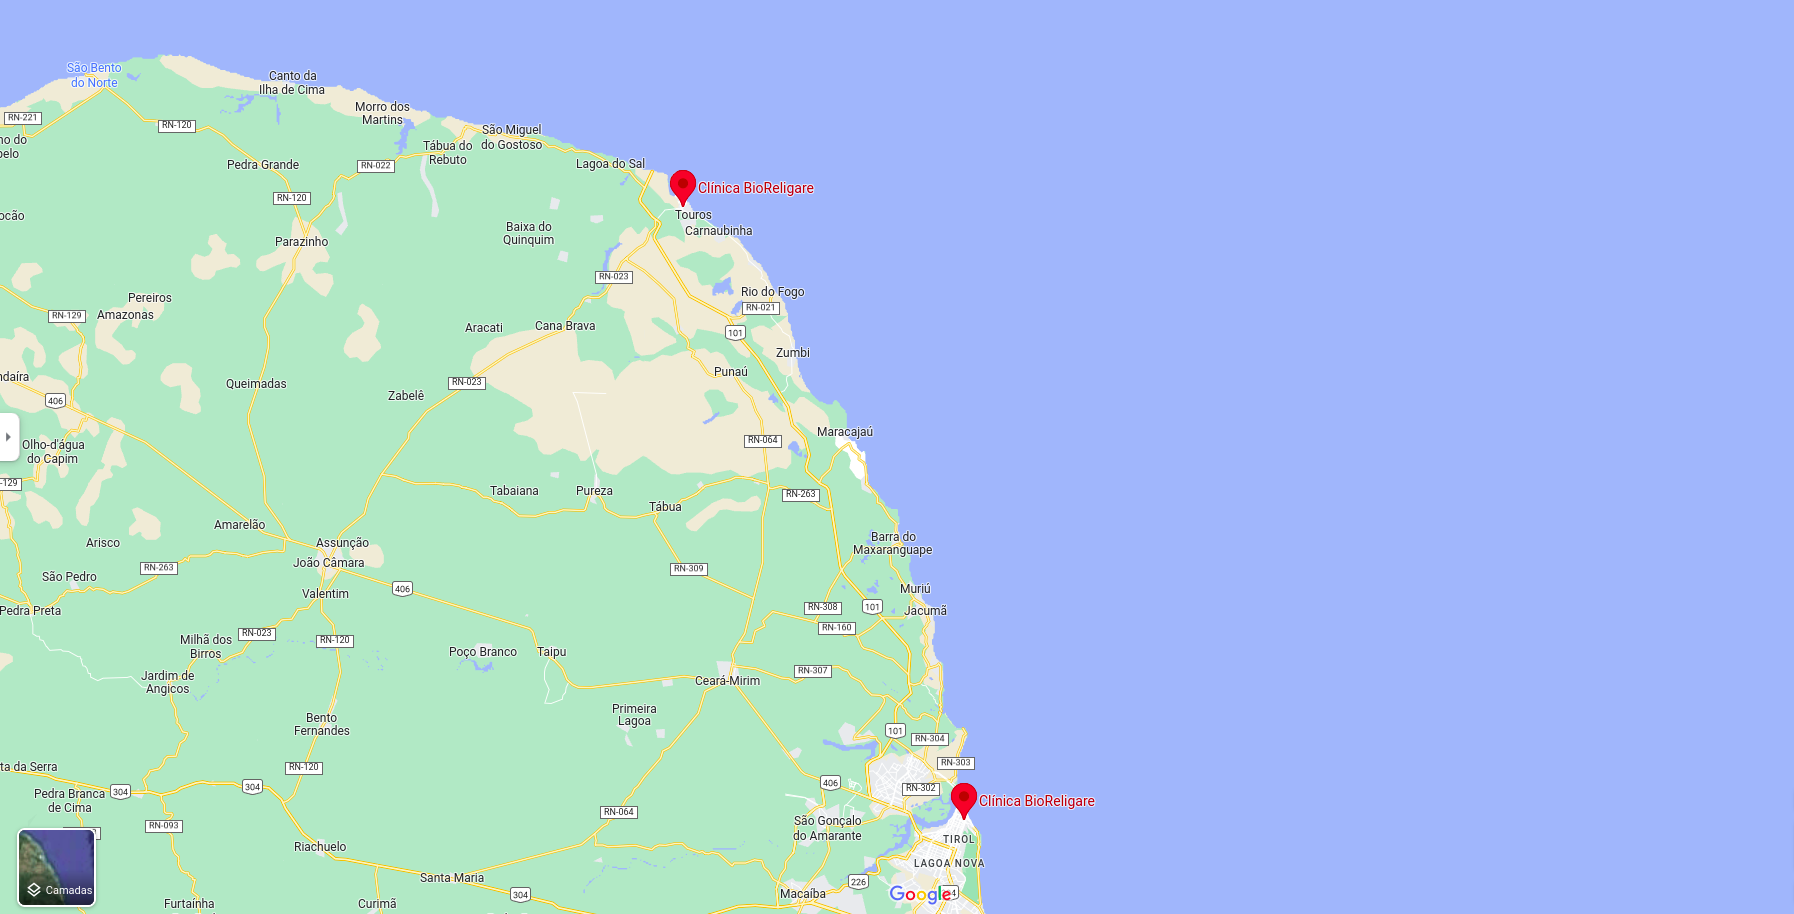 São Bento
do Norte
Canto da
Ilha de Cima
Morro dos
Martins
RN-221
RN-120
São Miguel
do Gostoso
Tábua do
Rebuto
Lagoa do Sal
Pedra Grande
RN-022
Clínica BioReligare
RN-120
Touros
ocão
Carnaubinha
Baixa do
Quinquim
Parazinho
RN-023
Rio do Fogo
Pereiros
RN-021
Amazonas
RN-129
Aracati
Cana Brava
101
Zumbi
Punaú
ndaíra
Queimadas
RN-023
Zabelê
406
Maracajaú
RN-064
Olho-d'água
do Capim
-129
Tabaiana
Pureza
RN-263
Tábua
Amarelão
Arisco
Assunção
Barra do
Maxaranguape
João Câmara
RN-263
RN-309
São Pedro
406
Muriú
Valentim
Pedra Preta
RN-308
101
Jacumã
RN-160
Milhã dos
Birros
RN-023
RN-120
Poço Branco
Taipu
RN-307
Jardim de
Angicos
Ceará-Mirim
Primeira
Lagoa
Bento
Fernandes
101
RN-304
ta da Serra
RN-120
RN-303
304
304
406
RN-302
Pedra Branca
de Cima
Clínica BioReligare
RN-064
RN-093
São Gonçalo
do Amarante
TIROL
Riachuelo
LAGOA NOVA
Santa Maria
226
304
Macaíba
Google
Camadas
Furtaínha
Curimã